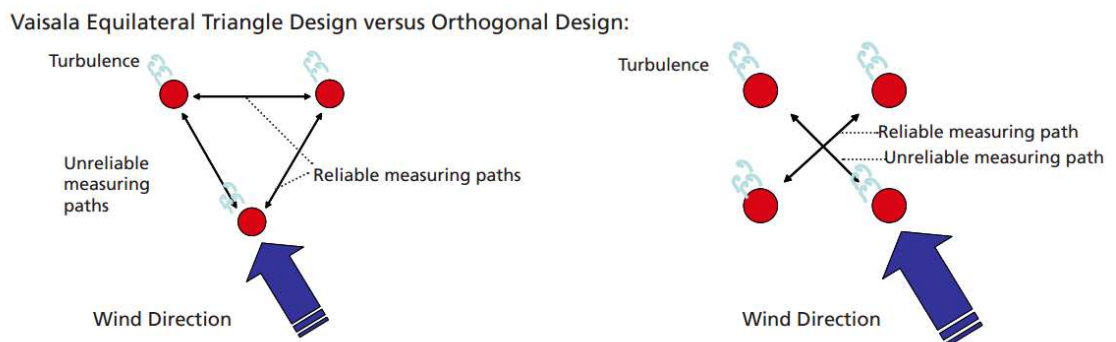 Vaisala Equilateral Triangle Design versus Orthogonal Design:
Turbulence
Unreliable
measuring
paths
Reliable measuring paths
Wind Direction
Turbulence
Reliable measuring path
Unreliable measuring path
Wind Direction